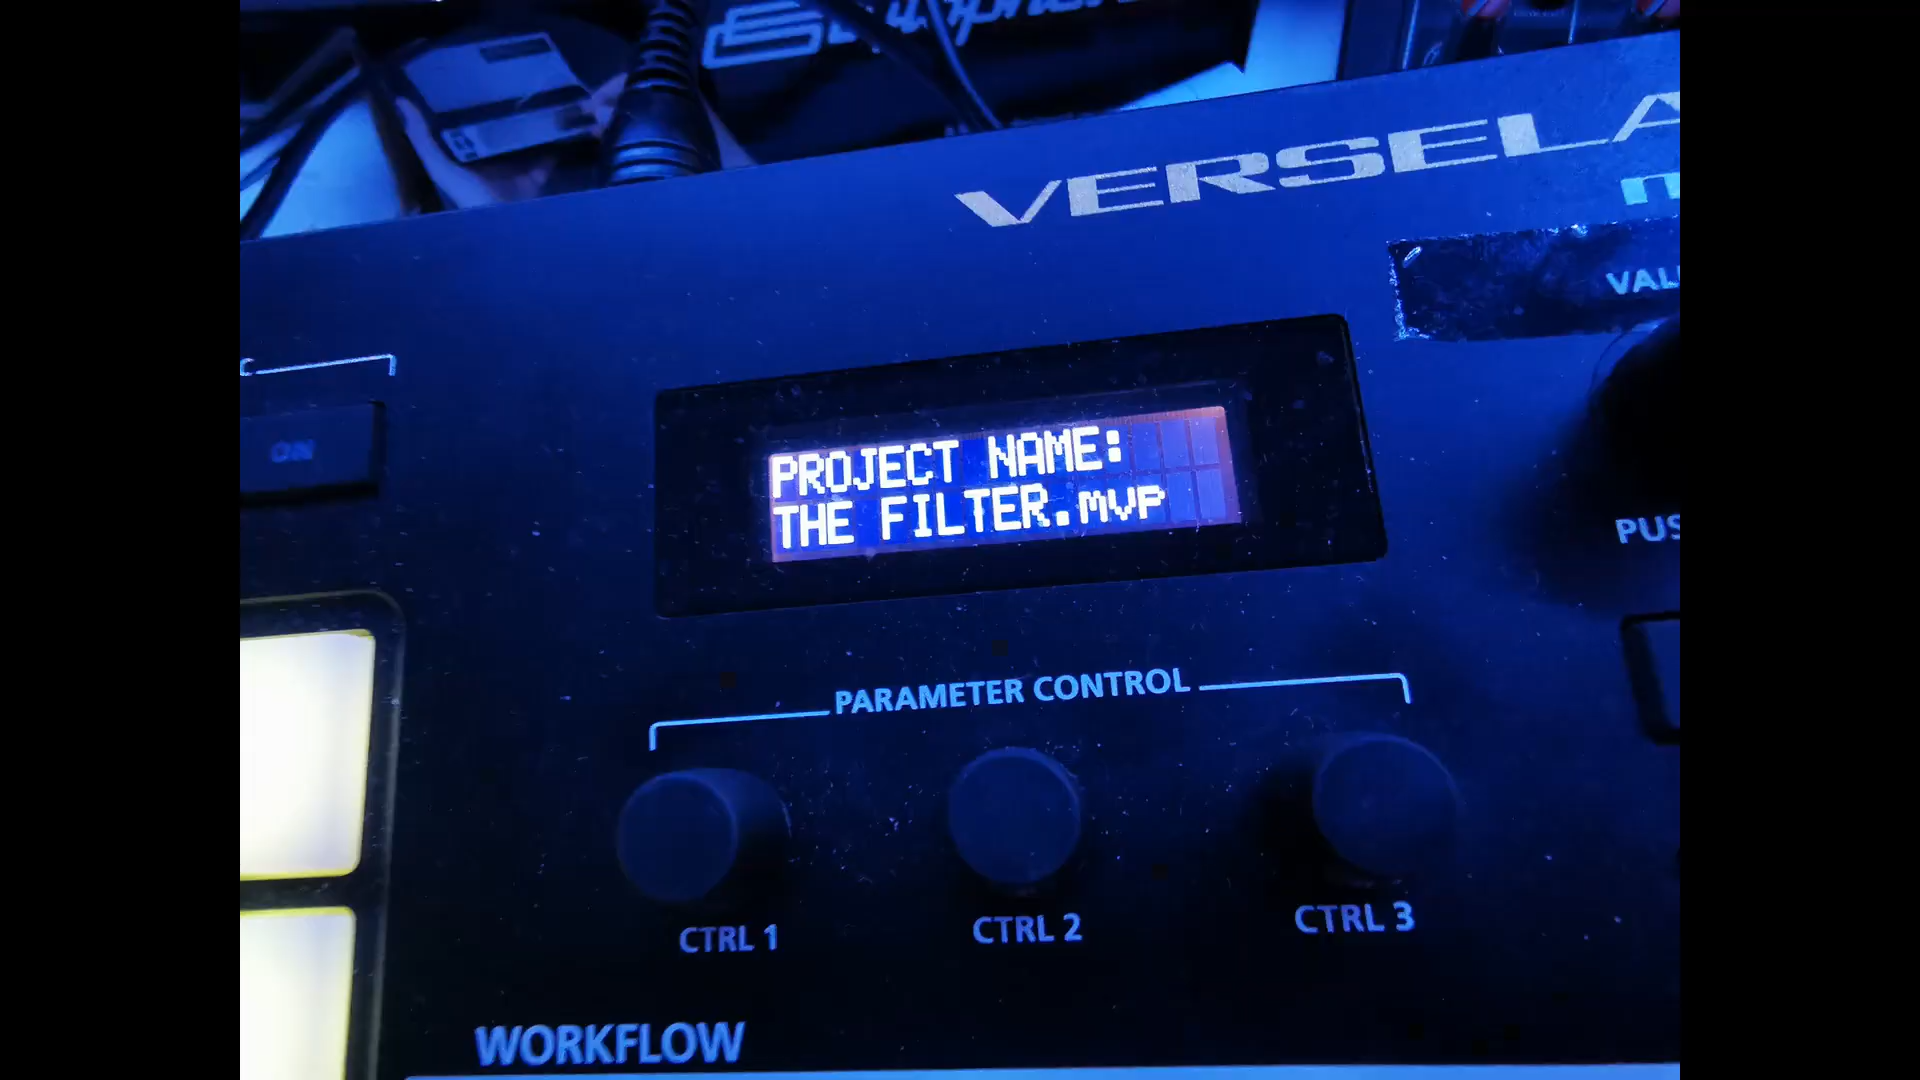 VERSELA
VAL
ON
PROJECT NAME:
THE FILTER.mvp
PUS
PARAMETER CONTROL
CTRL 1
CTRL 2
CTRL 3
WORKFLOW